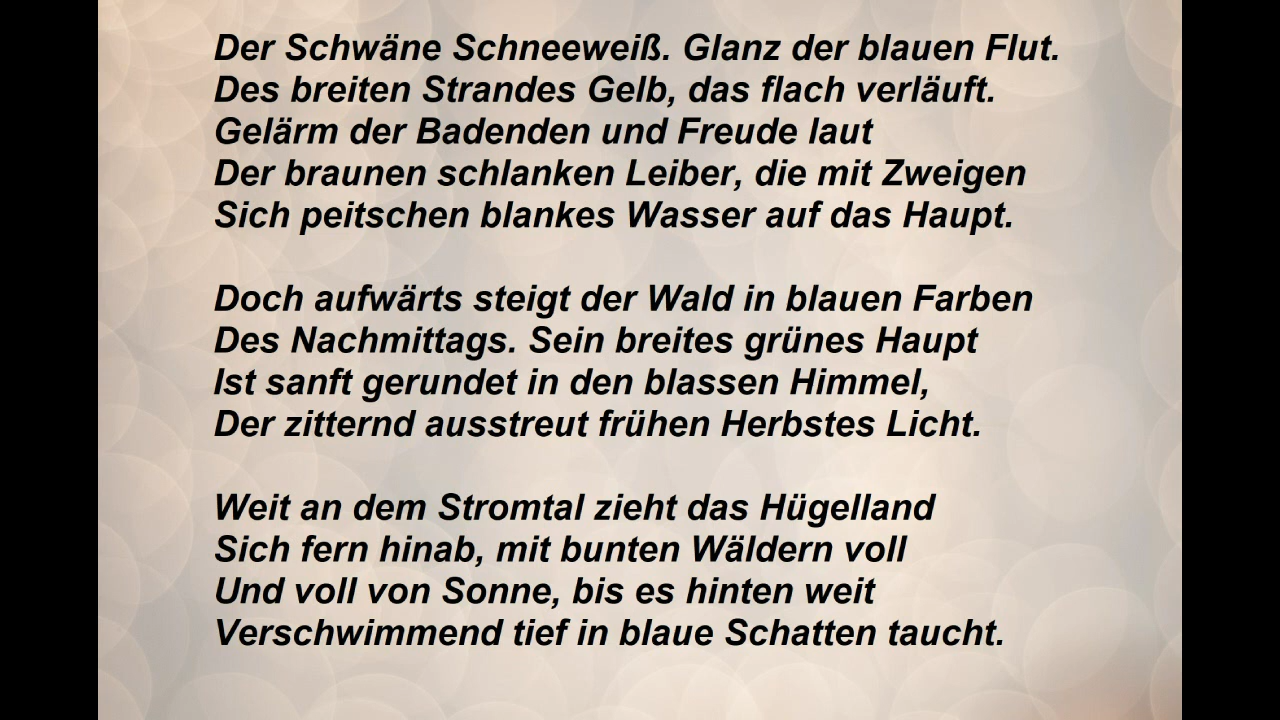 Der Schwäne Schneeweiß. Glanz der blauen Flut.
Des breiten Strandes Gelb, das flach verläuft.
Gelärm der Badenden und Freude laut
Der braunen schlanken Leiber, die mit Zweigen
Sich peitschen blankes Wasser auf das Haupt.

Doch aufwärts steigt der Wald in blauen Farben
Des Nachmittags. Sein breites grünes Haupt
Ist sanft gerundet in den blassen Himmel,
Der zitternd ausstreut frühen Herbstes Licht.

Weit an dem Stromtal zieht das Hügelland
Sich fern hinab, mit bunten Wäldern voll
Und voll von Sonne, bis es hinten weit
Verschwimmend tief in blaue Schatten taucht.